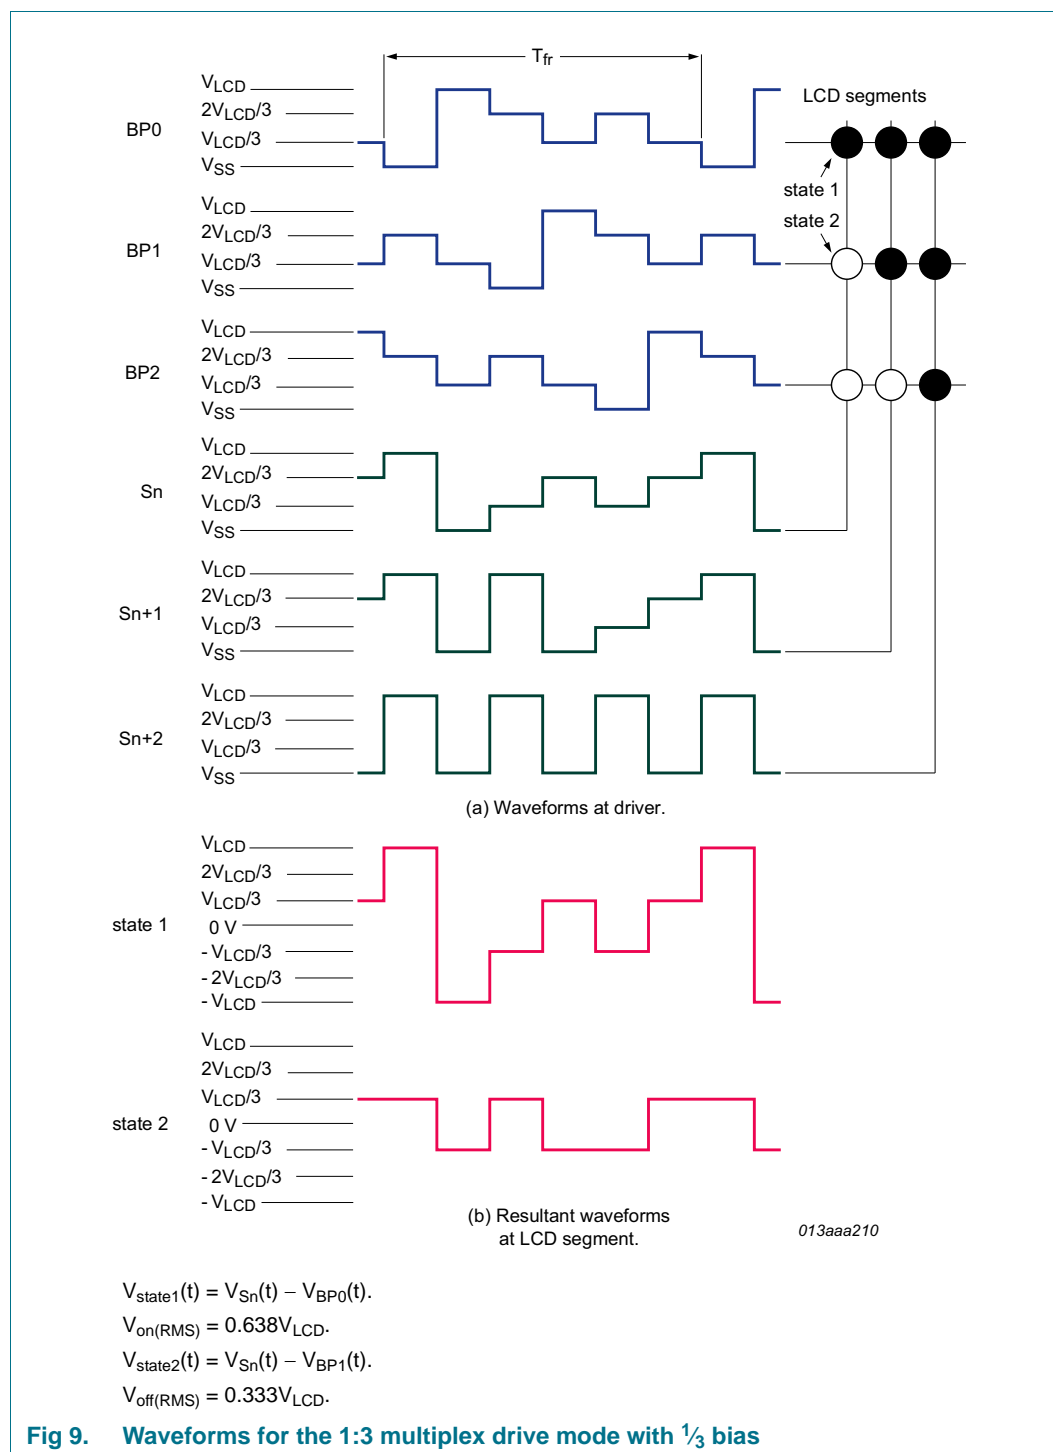 Tfr
VLCD
2VLCD/3
BP0
VLCD/3
VSS
LCD segments
state 1
VLCD
2VLCD/3
BP1
VLCD/3
VSS
state 2
VLCD
2VLCD/3
BP2
VLCD/3
VSS
VLCD
2VLCD/3
Sn
VLCD/3
VSS
VLCD
2VLCD/3
Sn+1
VLCD/3
VSS
VLCD
2VLCD/3
Sn+2
VLCD/3
VSS
(a) Waveforms at driver.
VLCD
2VLCD/3
VLCD/3
state 1
0 V
- VLCD/3
- 2VLCD/3
- VLCD
VLCD
2VLCD/3
VLCD/3
state 2
0 V
- VLCD/3
- 2VLCD/3
- VLCD
(b) Resultant waveforms
at LCD segment.
013aaa210
Vstate1(t) = VSn(t) − VBP0(t).
Von(RMS) = 0.638VLCD.
Vstate2(t) = VSn(t) − VBP1(t).
Voff(RMS) = 0.333VLCD.
Fig 9. Waveforms for the 1:3 multiplex drive mode with 1⁄3 bias